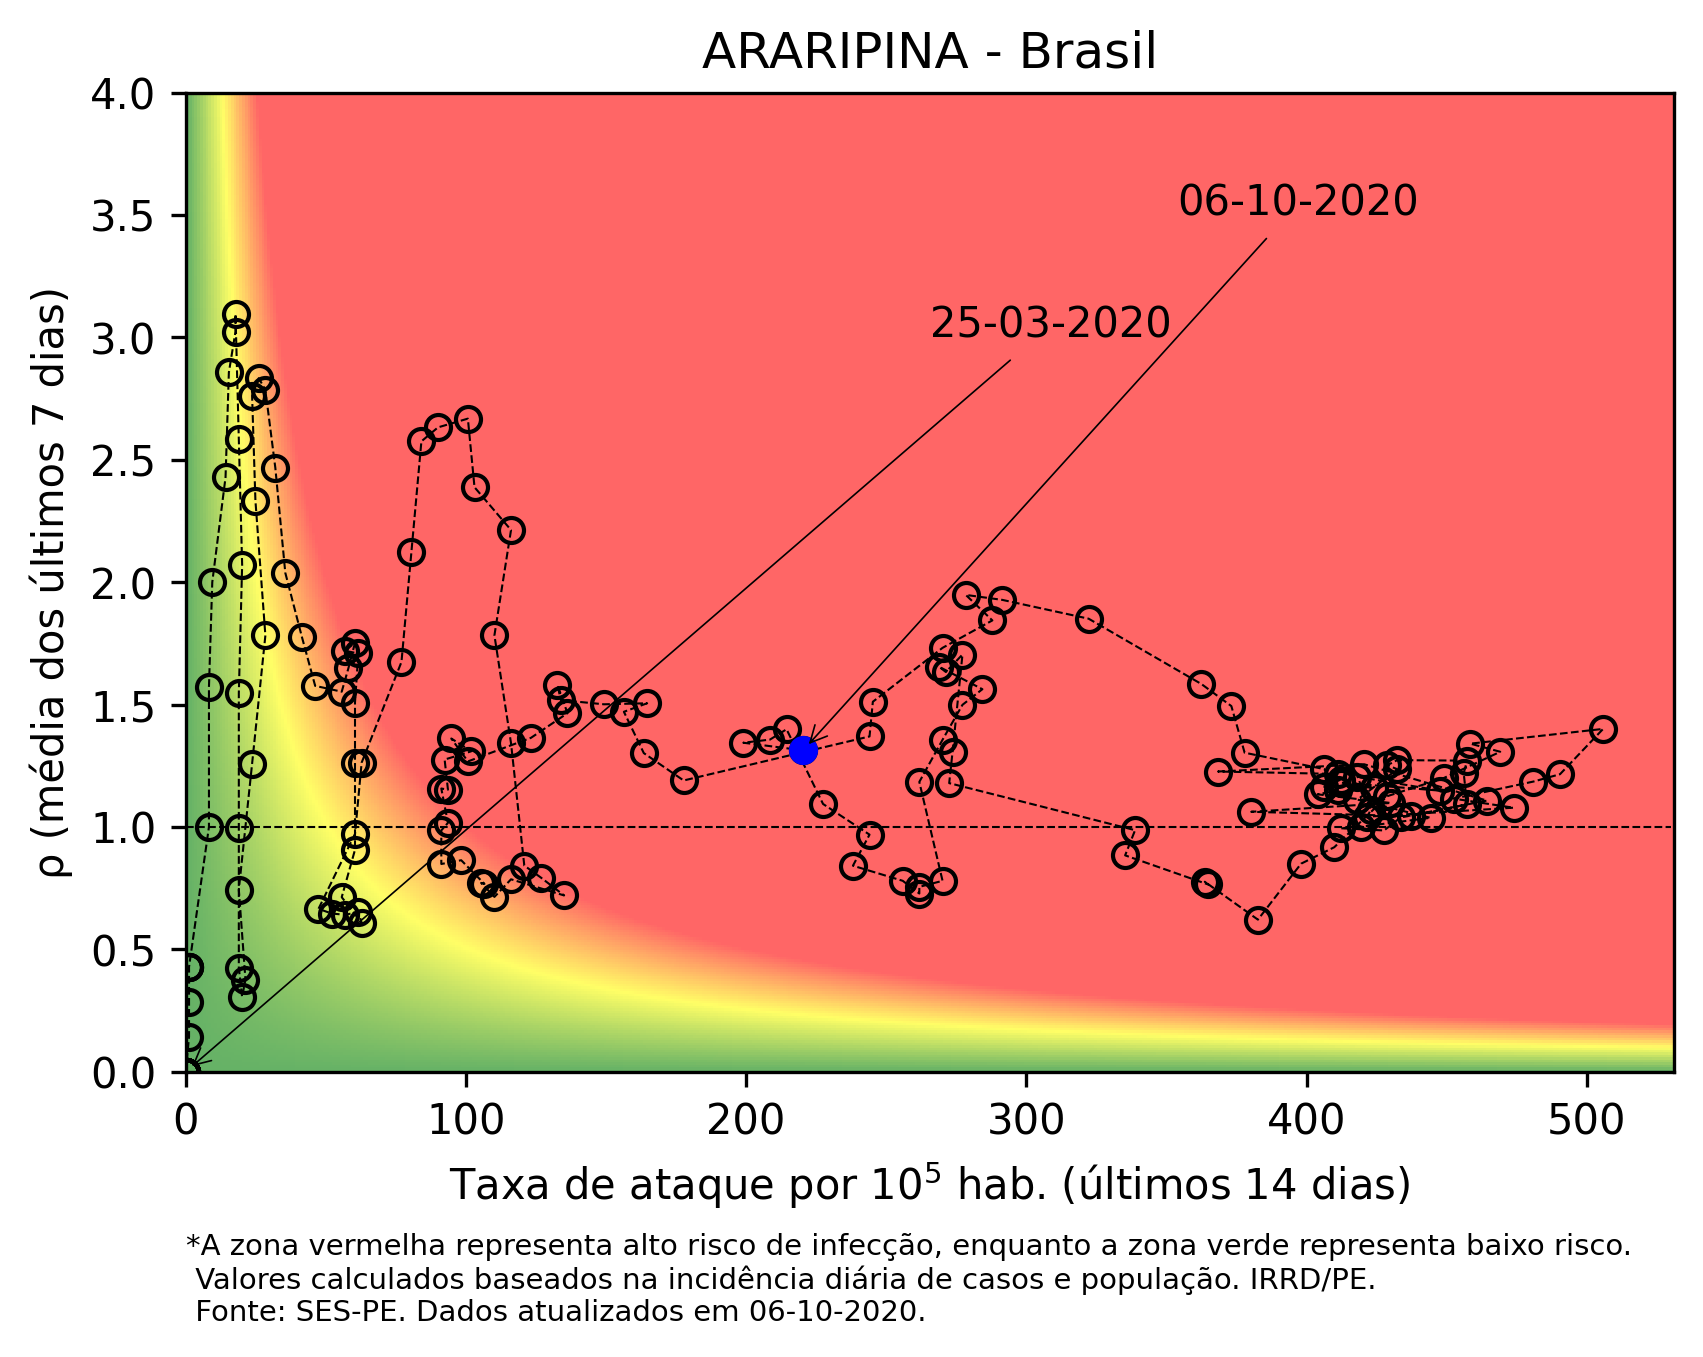 ARARIPINA - Brasil
4.0
3.5
3.0
2.5
2.0
1.5
1.0
0.5
0.0
ρ (média dos últimos 7 dias)
06-10-2020
25-03-2020
0
100
200
300
400
500
Taxa de ataque por 10⁵ hab. (últimos 14 dias)
*A zona vermelha representa alto risco de infecção, enquanto a zona verde representa baixo risco.
Valores calculados baseados na incidência diária de casos e população. IRRD/PE.
Fonte: SES-PE. Dados atualizados em 06-10-2020.